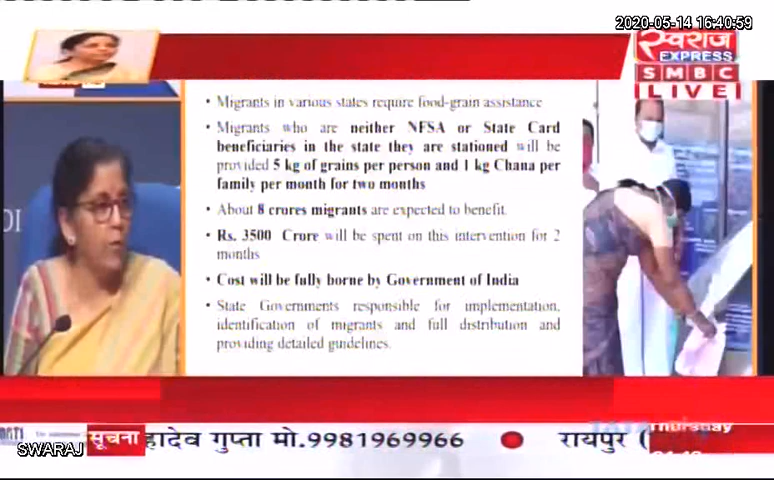 2020-05-14 16:40:59
स्वराज
EXPRESS
SMBC
LIVE
• Migrants in various states require food-grain assistance
• Migrants who are neither NFSA or State Card
beneficiaries in the state they are stationed will be
provided 5 kg of grains per person and 1 kg Chana per
family per month for two months
• About 8 crores migrants are expected to benefit.
• Rs. 3500 Crore will be spent on this intervention for 2
months
• Cost will be fully borne by Government of India
• State Governments responsible for implementation,
identification of migrants and full distribution and
providing detailed guidelines.
सूचना हादेव गुप्ता मो.9981969966 रायपुर (
Thursday
SWARAJ